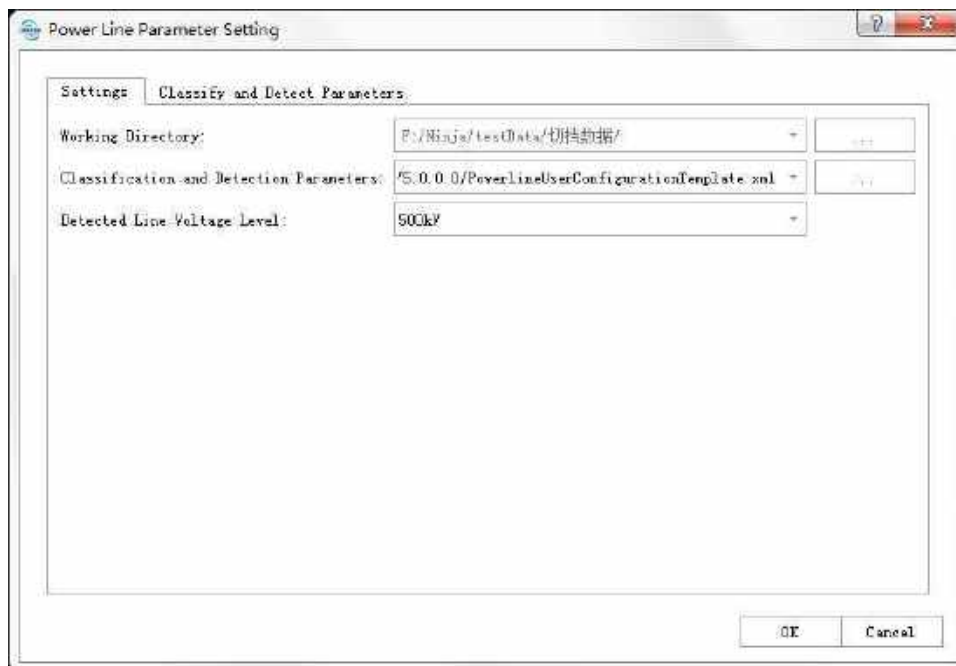 Power Line Parameter Setting
Settings Classify and Detect Parameters
Working Directory: F:/Ninja/testData/切档数据/ ...
Classification and Detection Parameters: /5.0.0.0/PowerlineUserConfigurationTemplate.xml ...
Detected Line Voltage Level: 500kV
OK Cancel